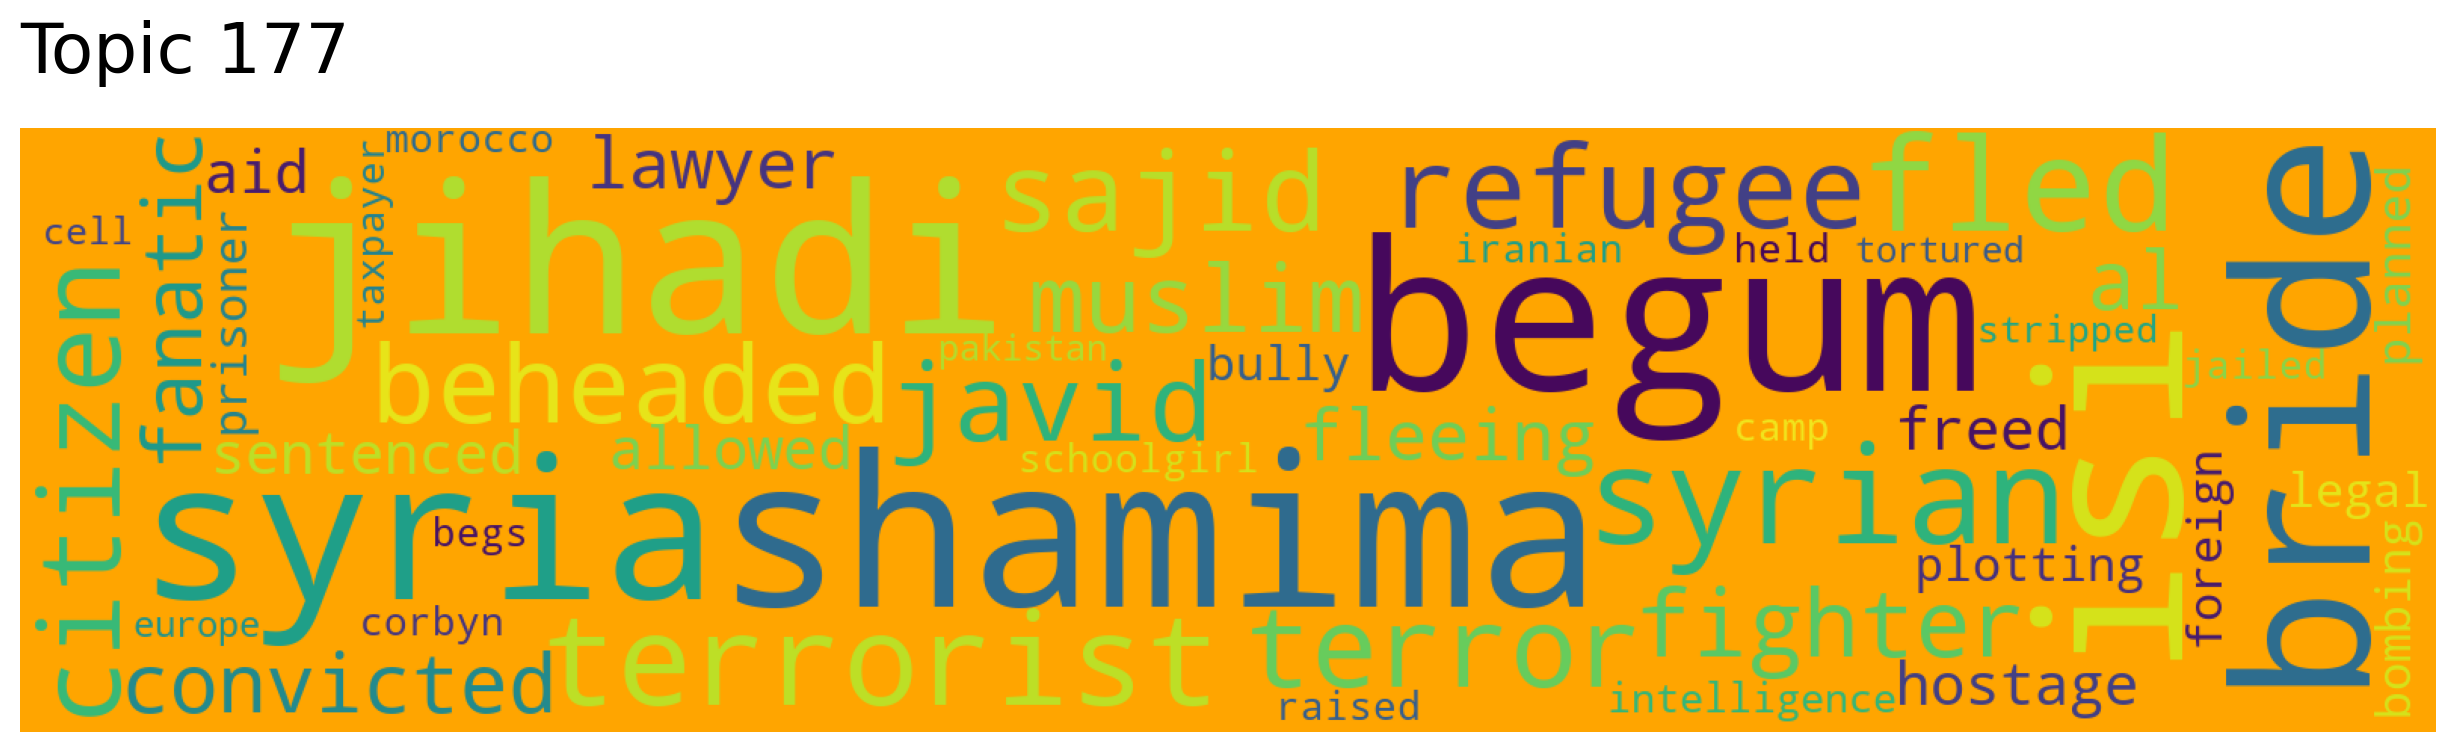 Topic 177
morocco
lawyer
aid
taxpayer
sajid
refugee
fled
bride
planned
cell
fanatic
prisoner
jihadi
iranian
held
tortured
muslim
begum
al
citizen
stripped
pakistan
bully
beheaded
javid
jailed
isis
sentenced
allowed
schoolgirl
fleeing
camp
freed
syria
shamima
syrian
foreign
legal
begs
plotting
bombing
europe
corbyn
convicted
terrorist
terror
fighter
raised
intelligence
hostage